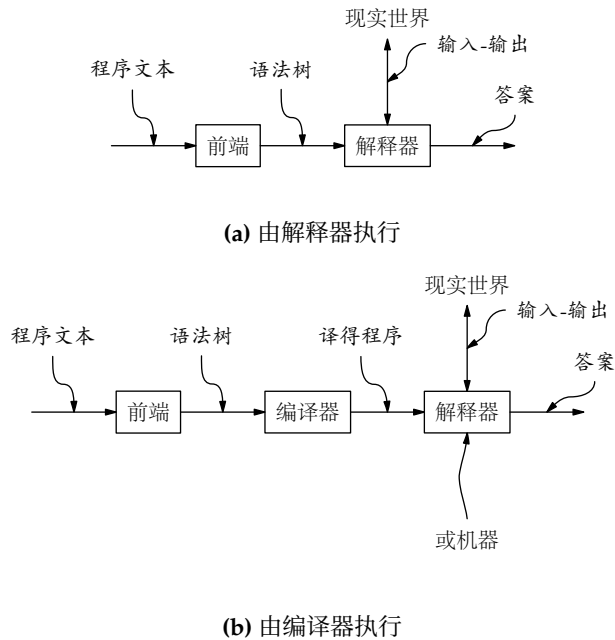 现实世界
输入-输出
程序文本
语法树
答案
前端
解释器
(a) 由解释器执行
现实世界
输入-输出
程序文本
语法树
译得程序
答案
前端
编译器
解释器
或机器
(b) 由编译器执行